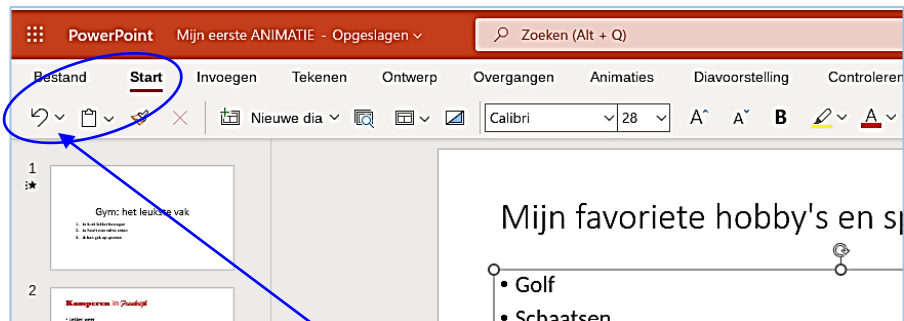 PowerPoint Mijn eerste ANIMATIE - Opgeslagen Zoeken (Alt + Q)
Bestand Start Invoegen Tekenen Ontwerp Overgangen Animaties Diavoorstelling Controleren
Nieuwe dia Calibri 28 A A B A
1
Gym: het leukste vak
2
Kamperen in Frankrijk
Mijn favoriete hobby's en sp
• Golf
• Schaatsen